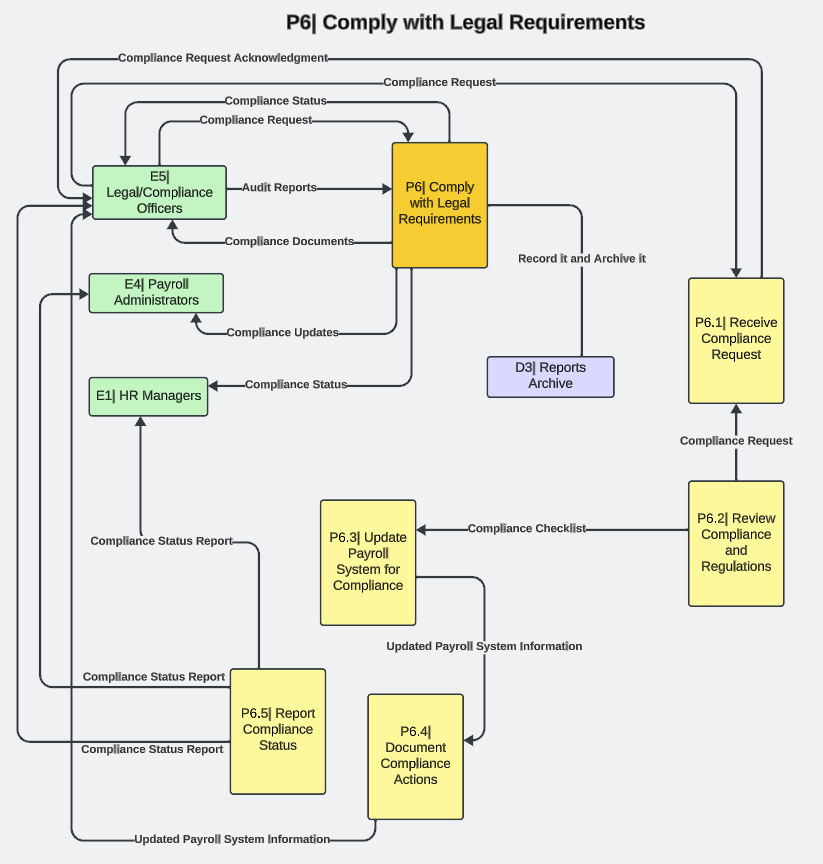 P6| Comply with Legal Requirements
Compliance Request Acknowledgment
Compliance Request
Compliance Status
Compliance Request
E5|
Legal/Compliance
Officers
Audit Reports
P6| Comply
with Legal
Requirements
Compliance Documents
Record it and Archive it
E4| Payroll
Administrators
Compliance Updates
P6.1| Receive
Compliance
Request
D3| Reports
Archive
E1| HR Managers
Compliance Status
Compliance Request
P6.2| Review
Compliance
and
Regulations
Compliance Checklist
P6.3| Update
Payroll
System for
Compliance
Compliance Status Report
Updated Payroll System Information
Compliance Status Report
P6.5| Report
Compliance
Status
Compliance Status Report
P6.4|
Document
Compliance
Actions
Updated Payroll System Information